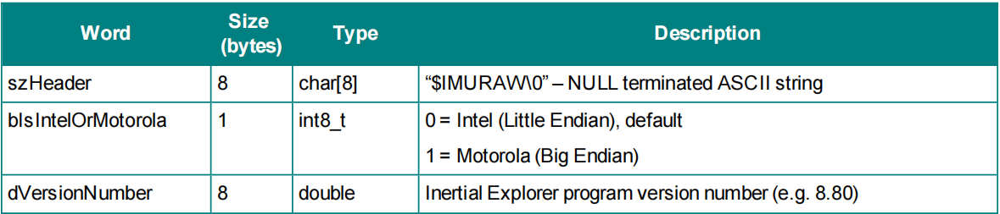 Word Size (bytes) Type Description
szHeader 8 char[8] “$IMURAW\0” – NULL terminated ASCII string
bIsIntelOrMotorola 1 int8_t 0 = Intel (Little Endian), default
1 = Motorola (Big Endian)
dVersionNumber 8 double Inertial Explorer program version number (e.g. 8.80)